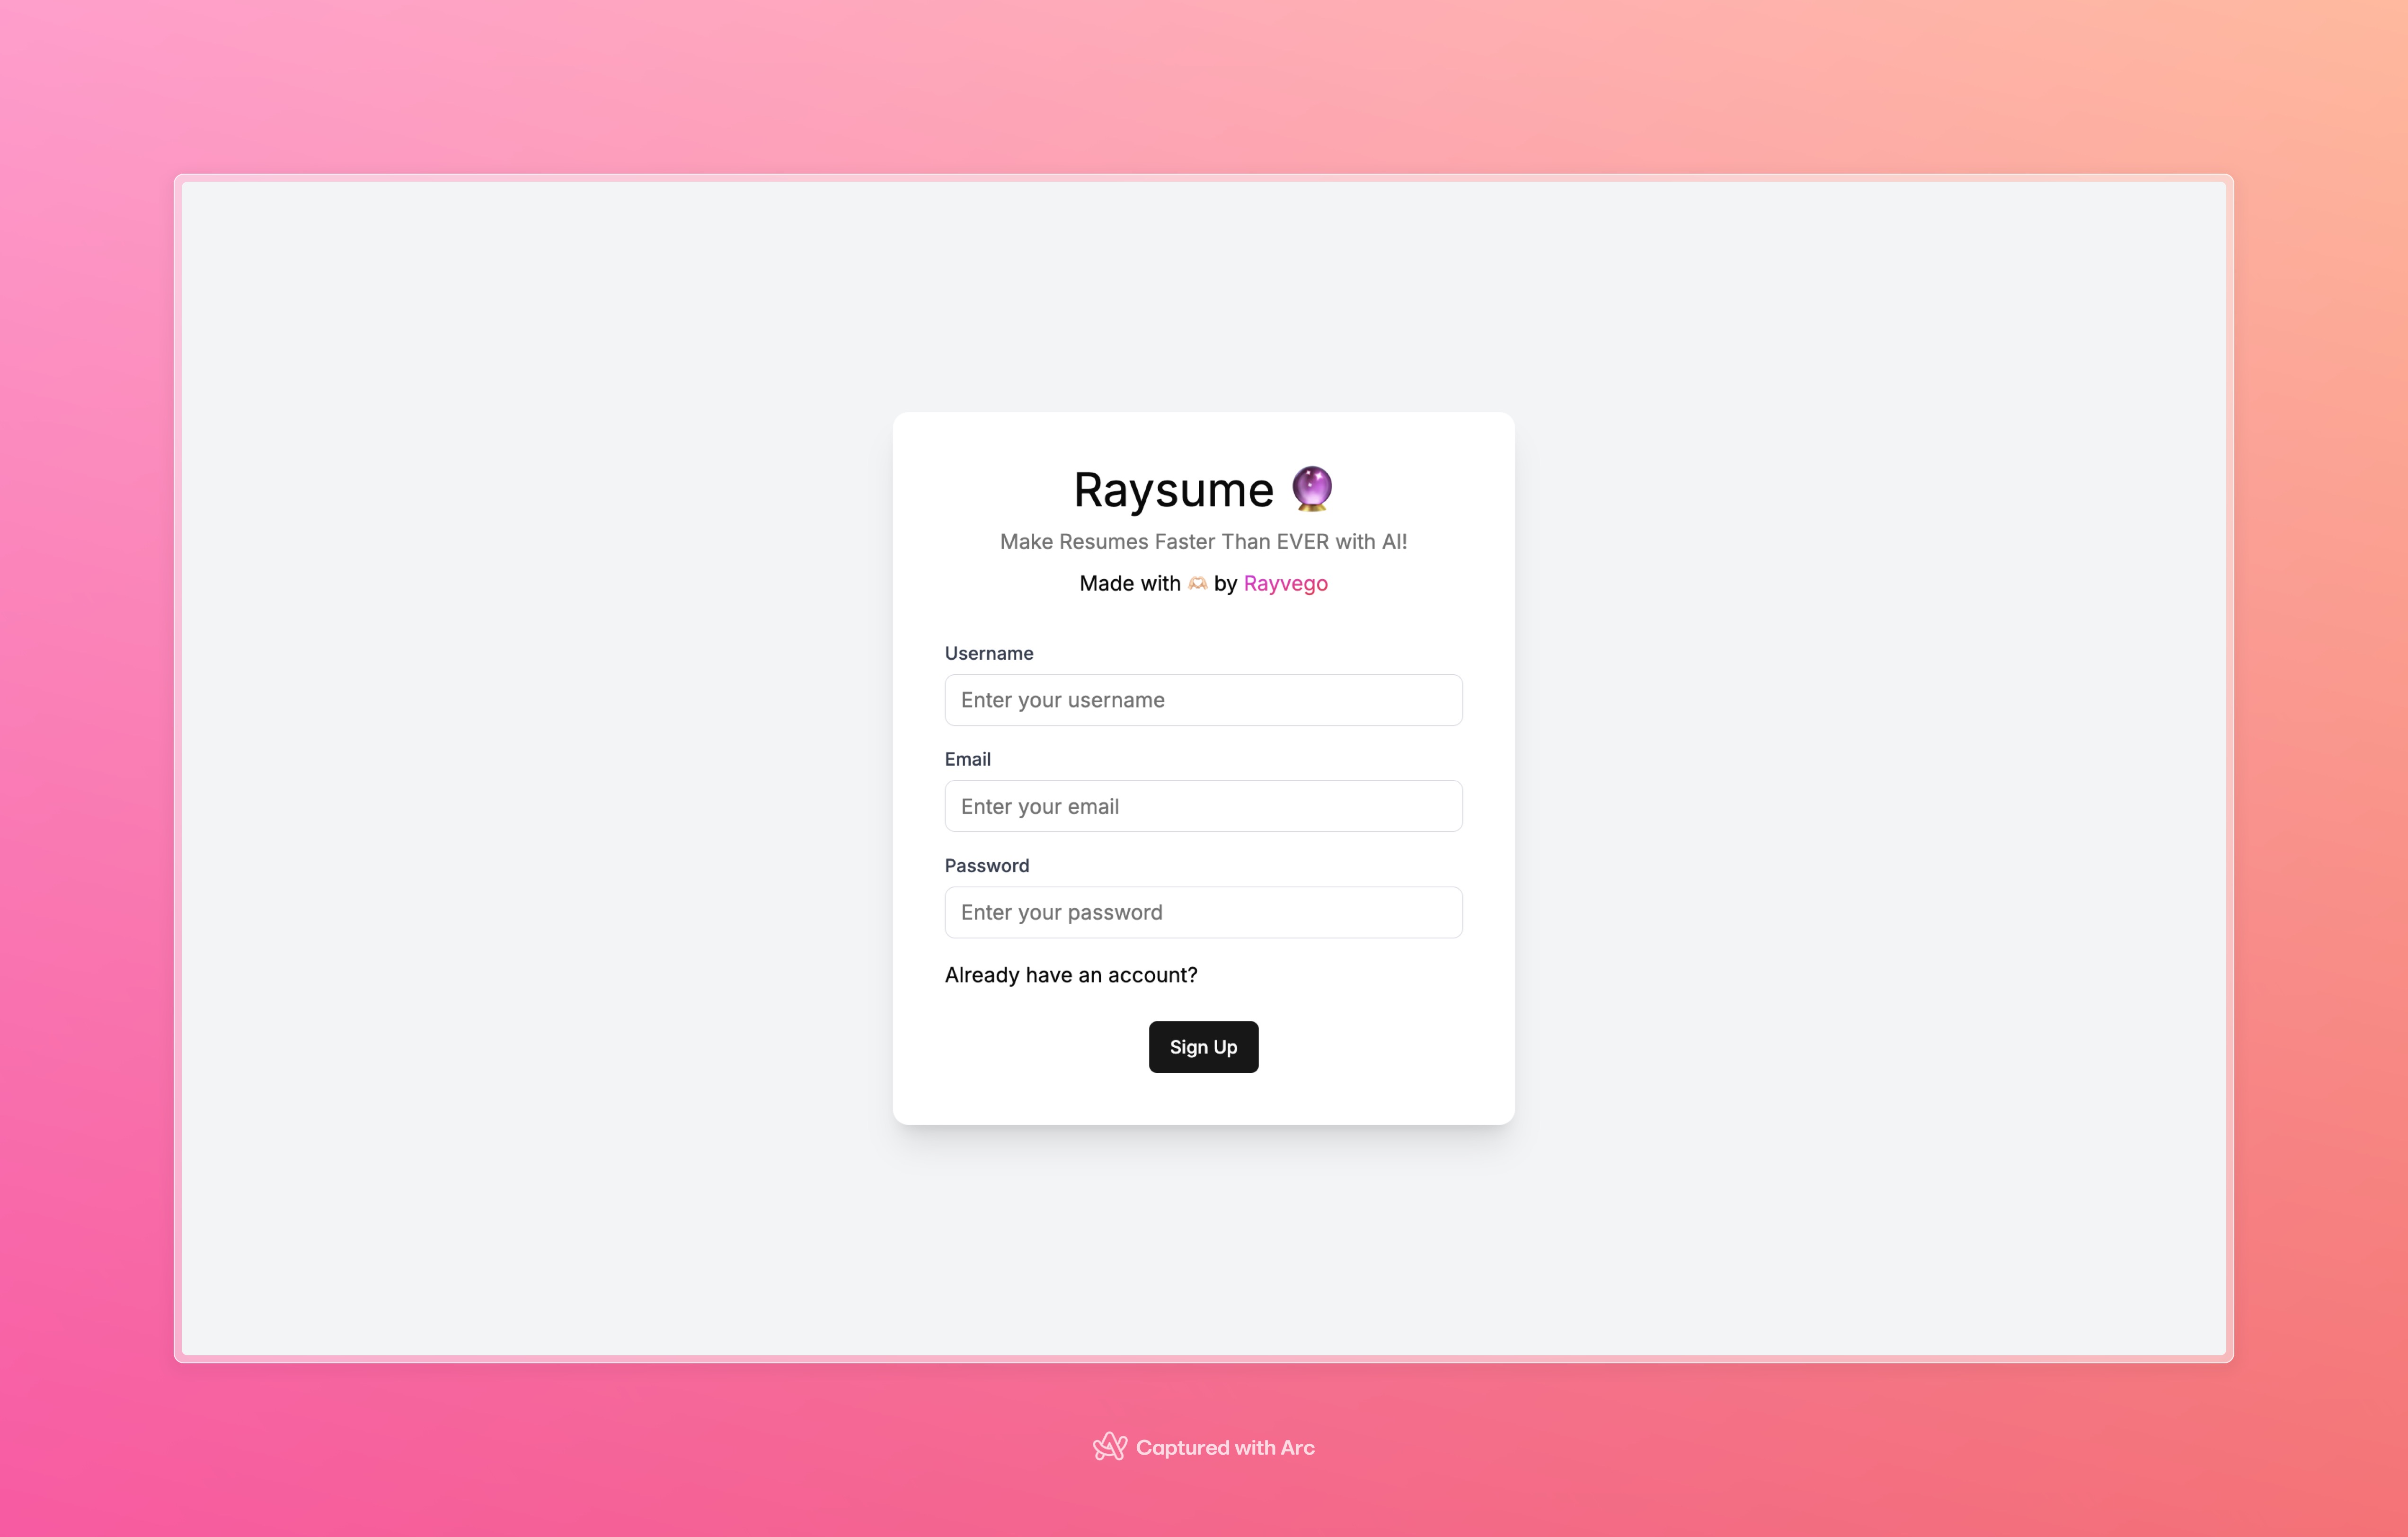 Raysume 🔮
Make Resumes Faster Than EVER with AI!
Made with 🫶🏻 by Rayvego
Username
Enter your username
Email
Enter your email
Password
Enter your password
Already have an account?
Sign Up
Captured with Arc